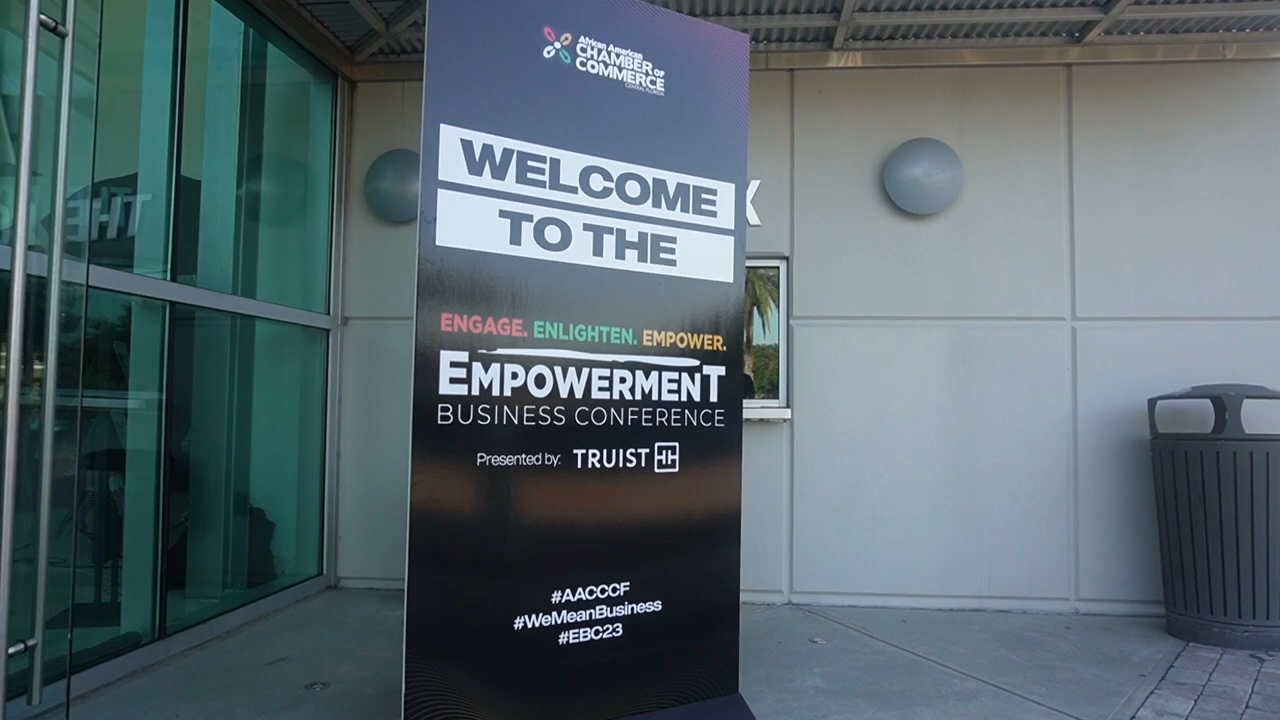 African American
CHAMBER OF
COMMERCE
CENTRAL FLORIDA
WELCOME
TO THE
ENGAGE. ENLIGHTEN. EMPOWER.
EMPOWERMENT
BUSINESS CONFERENCE
Presented by: TRUIST
#AACCCF
#WeMeanBusiness
#EBC23
THE
X